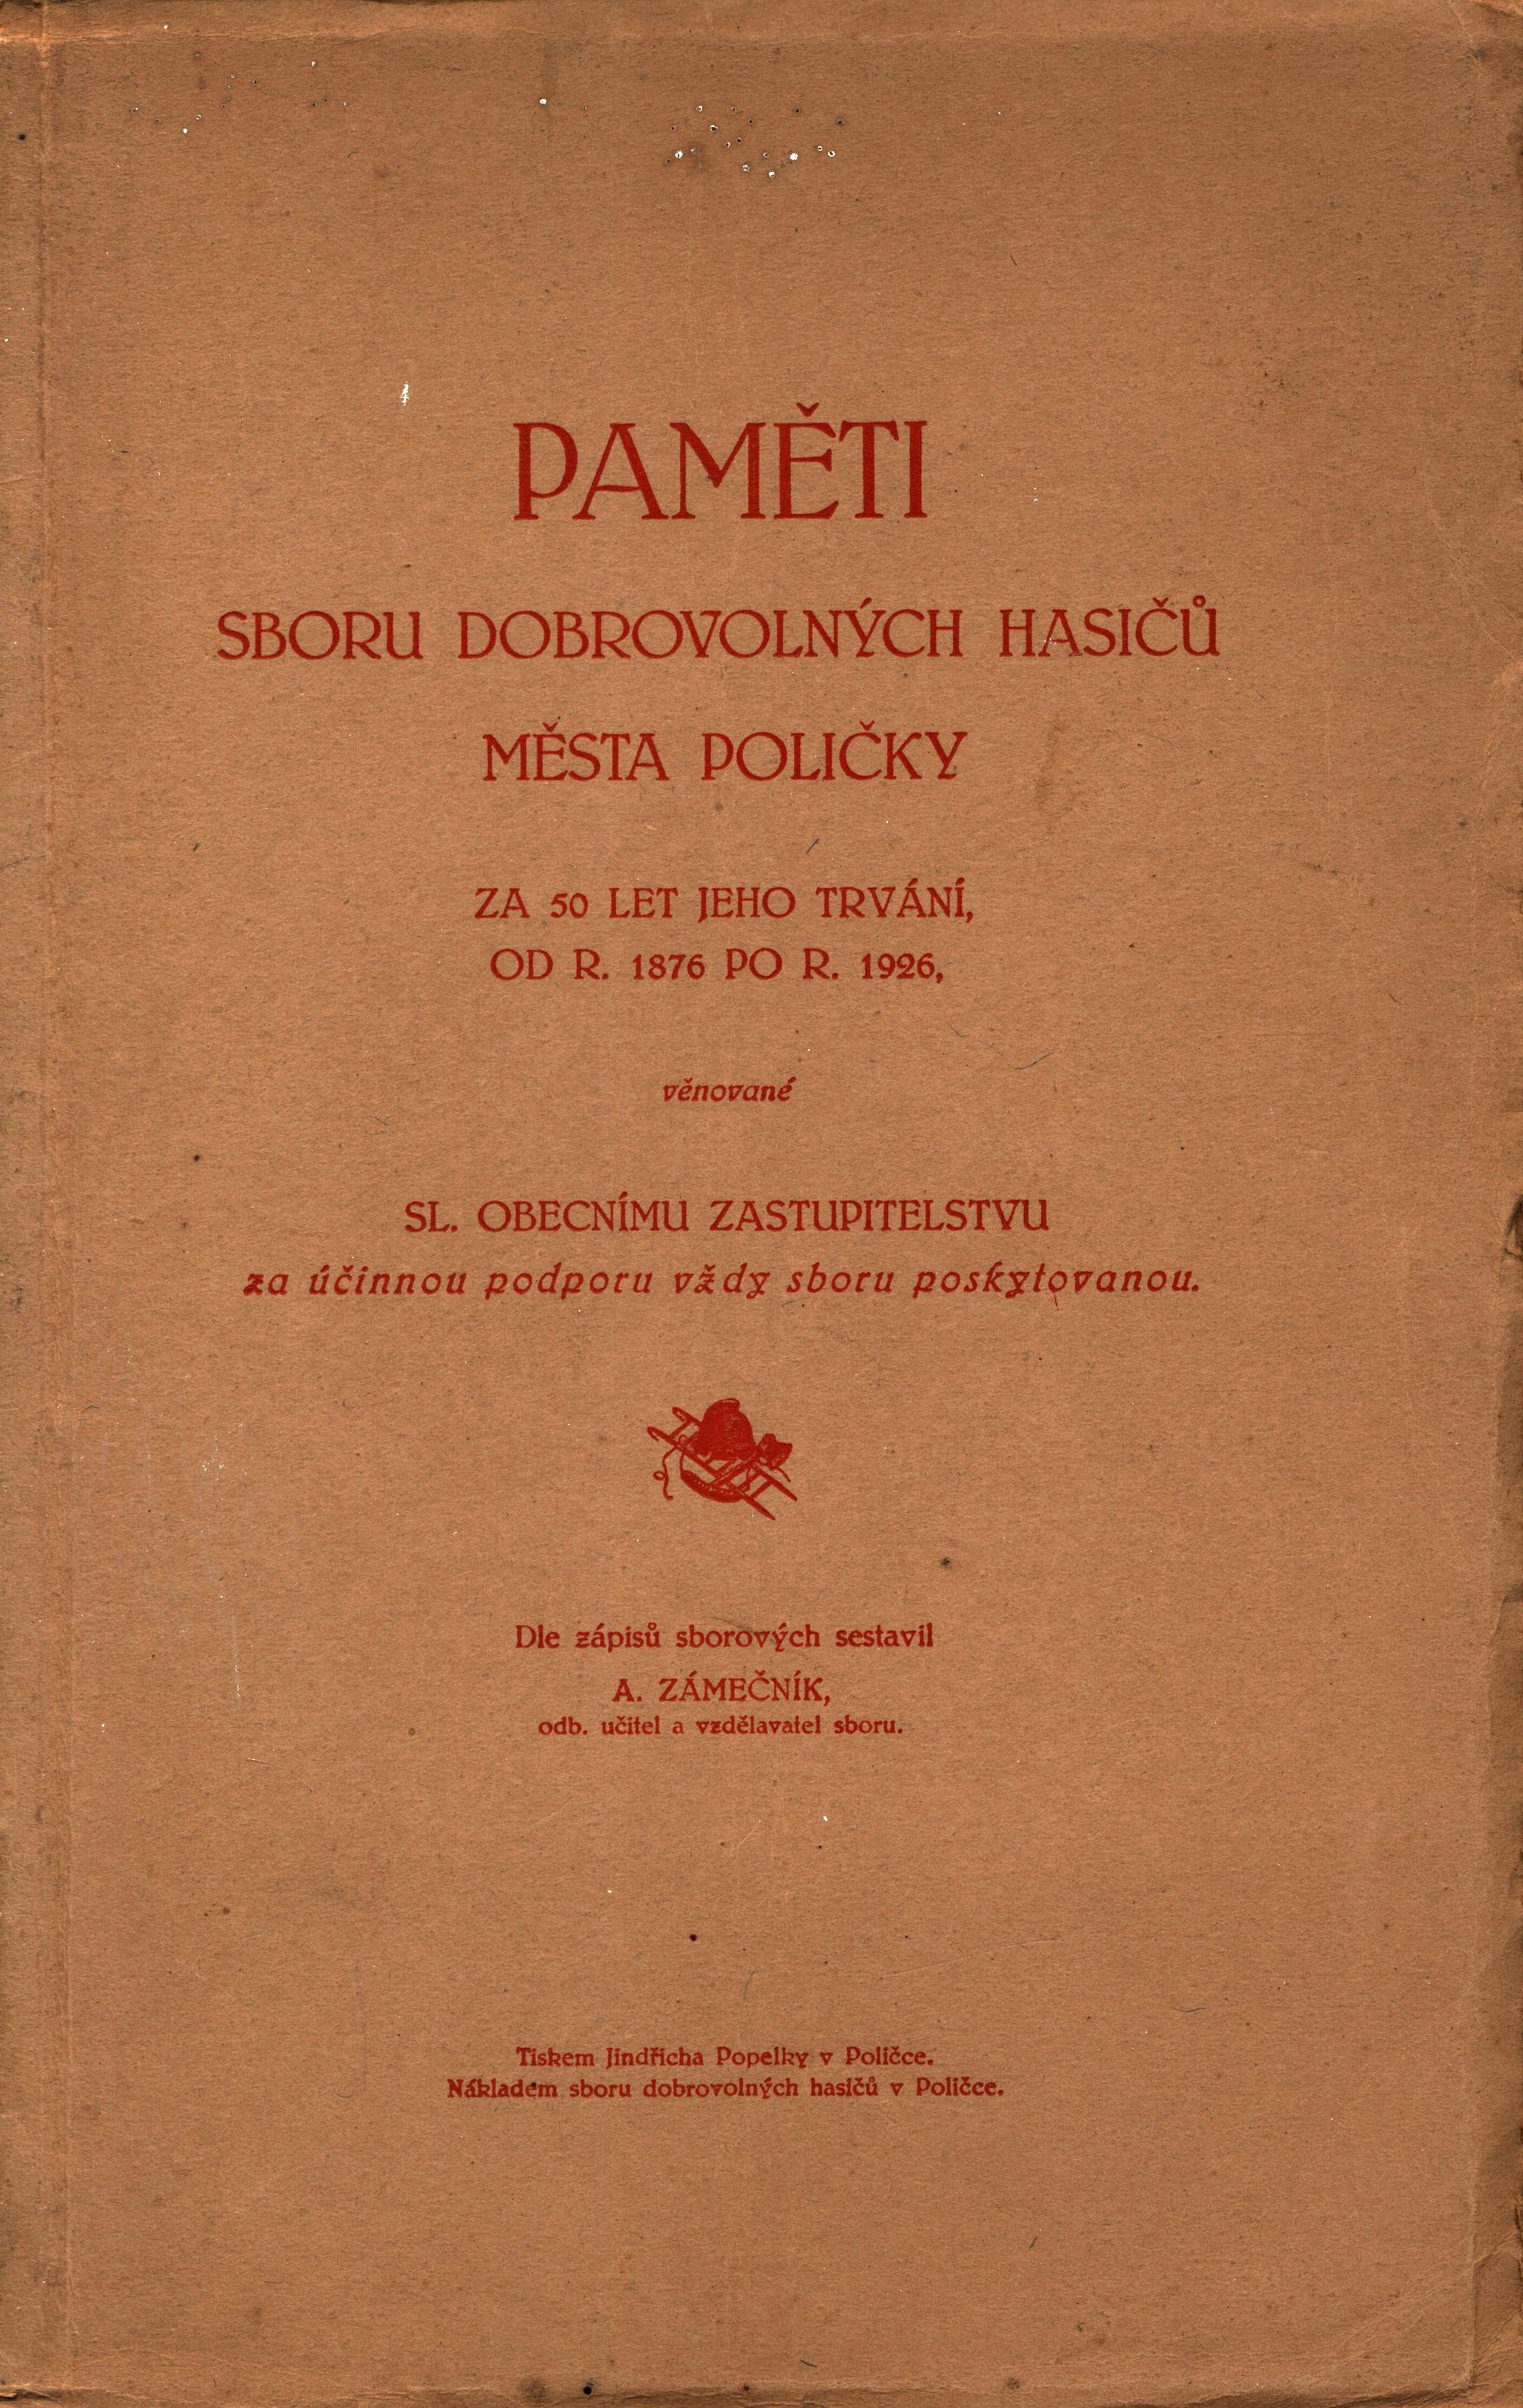 PAMĚTI
SBORU DOBROVOLNÝCH HASIČŮ
MĚSTA POLIČKY
ZA 50 LET JEHO TRVÁNÍ,
OD R. 1876 PO R. 1926,
věnované
SL. OBECNÍMU ZASTUPITELSTVU
za účinnou podporu vždy sboru poskytovanou.
Dle zápisů sborových sestavil
A. ZÁMEČNÍK,
odb. učitel a vzdělavatel sboru.
Tiskem Jindřicha Popelky v Poličce.
Nákladem sboru dobrovolných hasičů v Poličce.